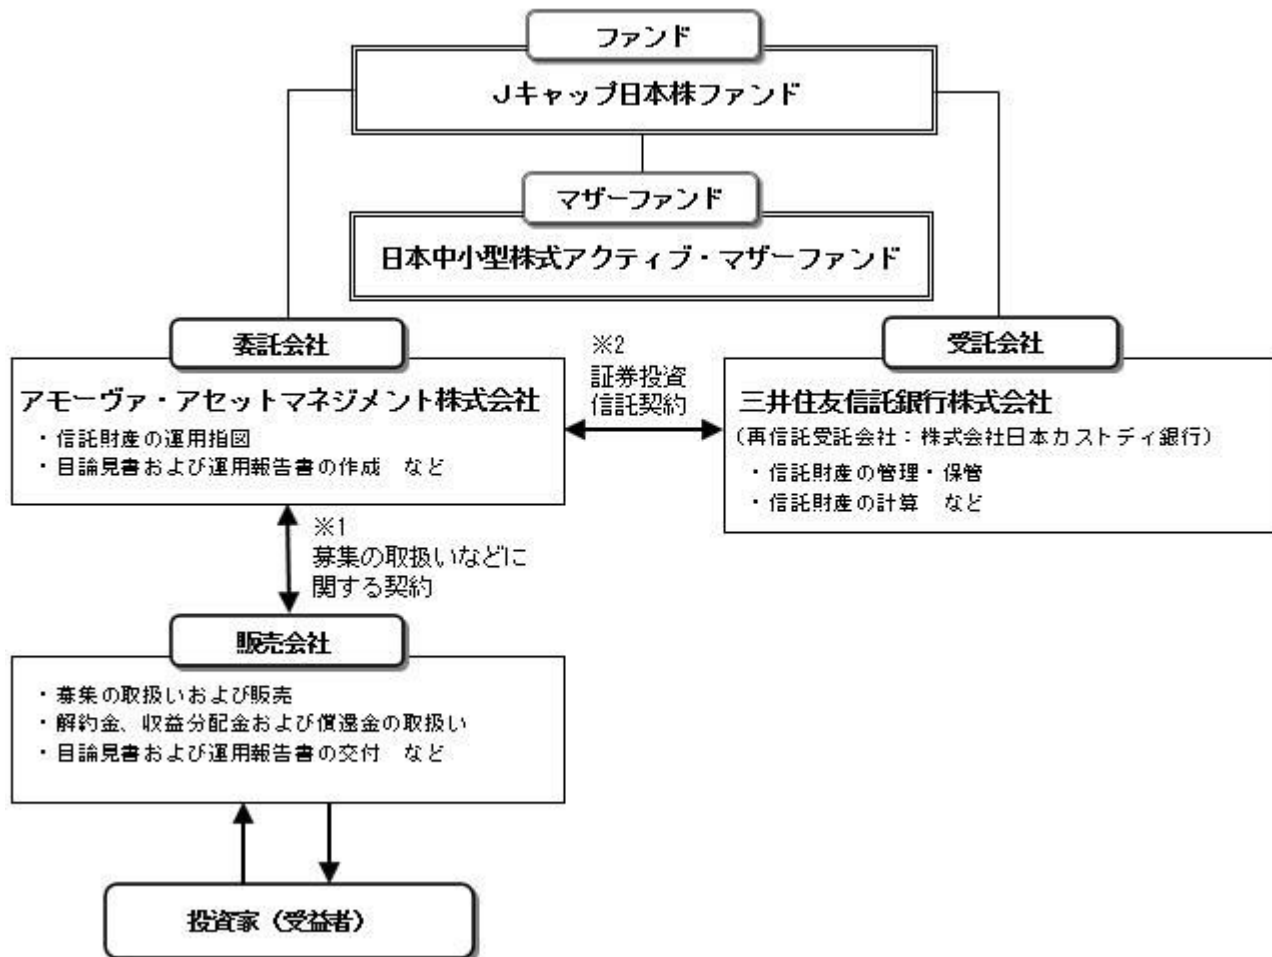 ファンド
Jキャップ日本株ファンド
マザーファンド
日本中小型株式アクティブ・マザーファンド
委託会社
アモーヴァ・アセットマネジメント株式会社
・信託財産の運用指図
・目論見書および運用報告書の作成 など
※2
証券投資
信託契約
受託会社
三井住友信託銀行株式会社
(再信託受託会社:株式会社日本カストディ銀行)
・信託財産の管理・保管
・信託財産の計算 など
※1
募集の取扱いなどに
関する契約
販売会社
・募集の取扱いおよび販売
・解約金、収益分配金および償還金の取扱い
・目論見書および運用報告書の交付 など
投資家(受益者)